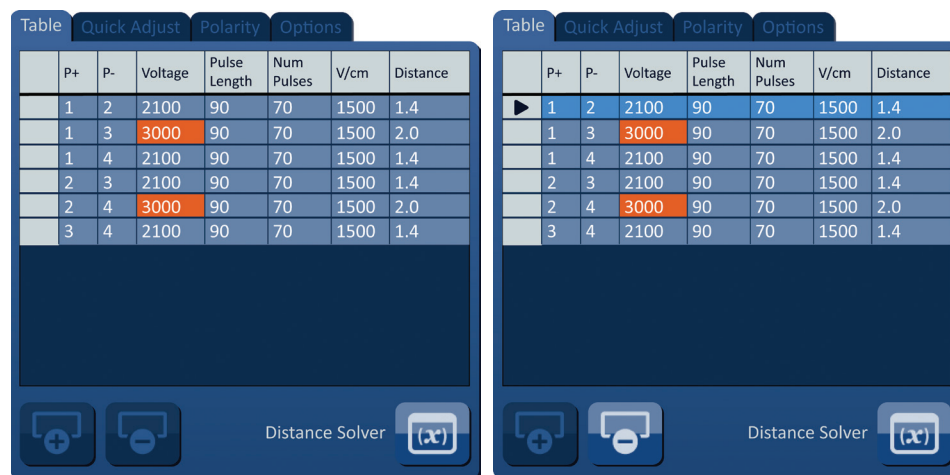 Table Quick Adjust Polarity Options
P+ P- Voltage Pulse Length Num Pulses V/cm Distance
1 2 2100 90 70 1500 1.4
1 3 3000 90 70 1500 2.0
1 4 2100 90 70 1500 1.4
2 3 2100 90 70 1500 1.4
2 4 3000 90 70 1500 2.0
3 4 2100 90 70 1500 1.4
Distance Solver (x)
Table Quick Adjust Polarity Options
P+ P- Voltage Pulse Length Num Pulses V/cm Distance
1 2 2100 90 70 1500 1.4
1 3 3000 90 70 1500 2.0
1 4 2100 90 70 1500 1.4
2 3 2100 90 70 1500 1.4
2 4 3000 90 70 1500 2.0
3 4 2100 90 70 1500 1.4
Distance Solver (x)